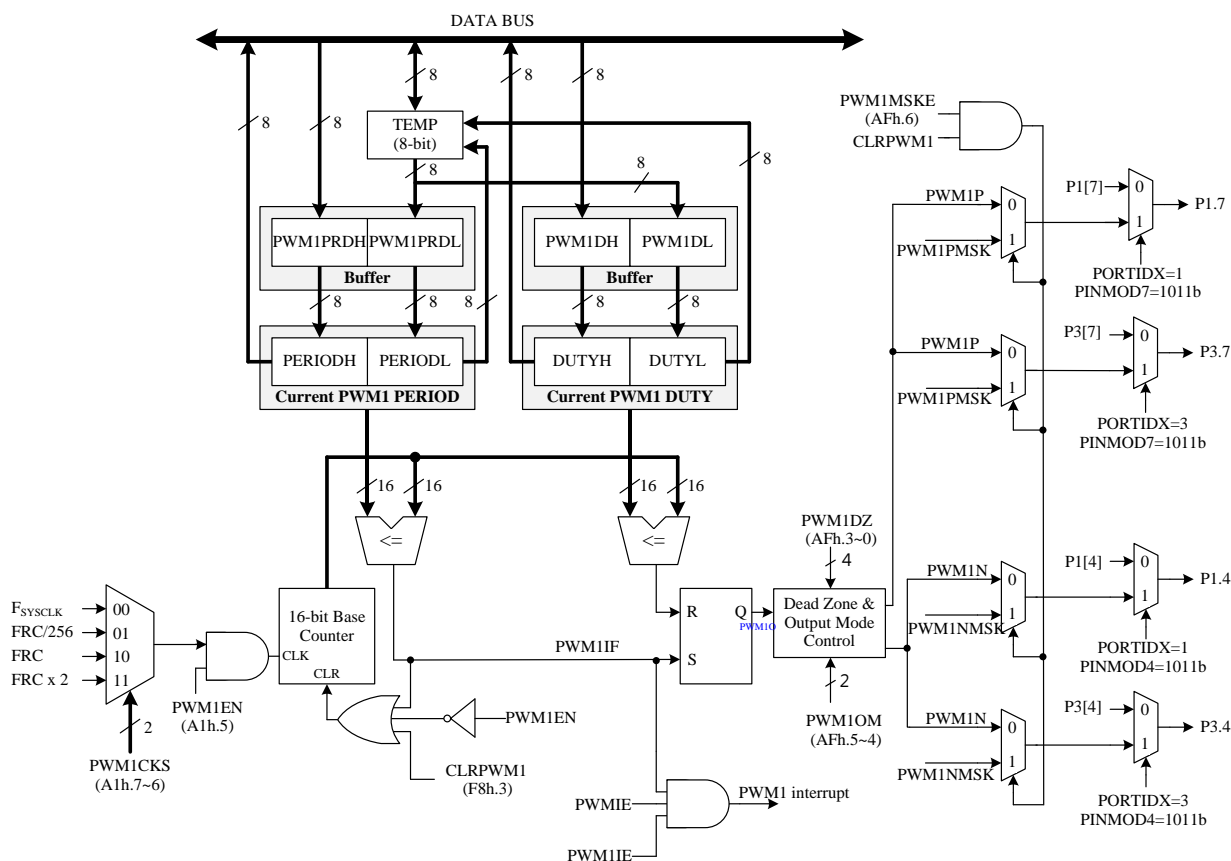 DATA BUS
8
8
8
8
8
TEMP
(8-bit)
8
8
8
8
PWM1PRDH
PWM1PRDL
Buffer
PWM1DH
PWM1DL
Buffer
8
8
8
8
8
PERIODH
PERIODL
Current PWM1 PERIOD
DUTYH
DUTYL
Current PWM1 DUTY
16
16
16
16
<=
<=
FSYSCLK
FRC/256
FRC
FRC x 2
00
01
10
11
2
PWM1CKS
(A1h.7~6)
PWM1EN
(A1h.5)
16-bit Base
Counter
CLK
CLR
PWM1EN
CLRPWM1
(F8h.3)
PWM1IF
R
S
Q
PWM1O
PWMIE
PWM1IE
PWM1 interrupt
PWM1DZ
(AFh.3~0)
4
Dead Zone &
Output Mode
Control
2
PWM1OM
(AFh.5~4)
PWM1MSKE
(AFh.6)
CLRPWM1
PWM1P
0
1
PWM1PMSK
P1[7]
0
1
P1.7
PORTIDX=1
PINMOD7=1011b
PWM1P
0
1
PWM1PMSK
P3[7]
0
1
P3.7
PORTIDX=3
PINMOD7=1011b
PWM1N
0
1
PWM1NMSK
P1[4]
0
1
P1.4
PORTIDX=1
PINMOD4=1011b
PWM1N
0
1
PWM1NMSK
P3[4]
0
1
P3.4
PORTIDX=3
PINMOD4=1011b